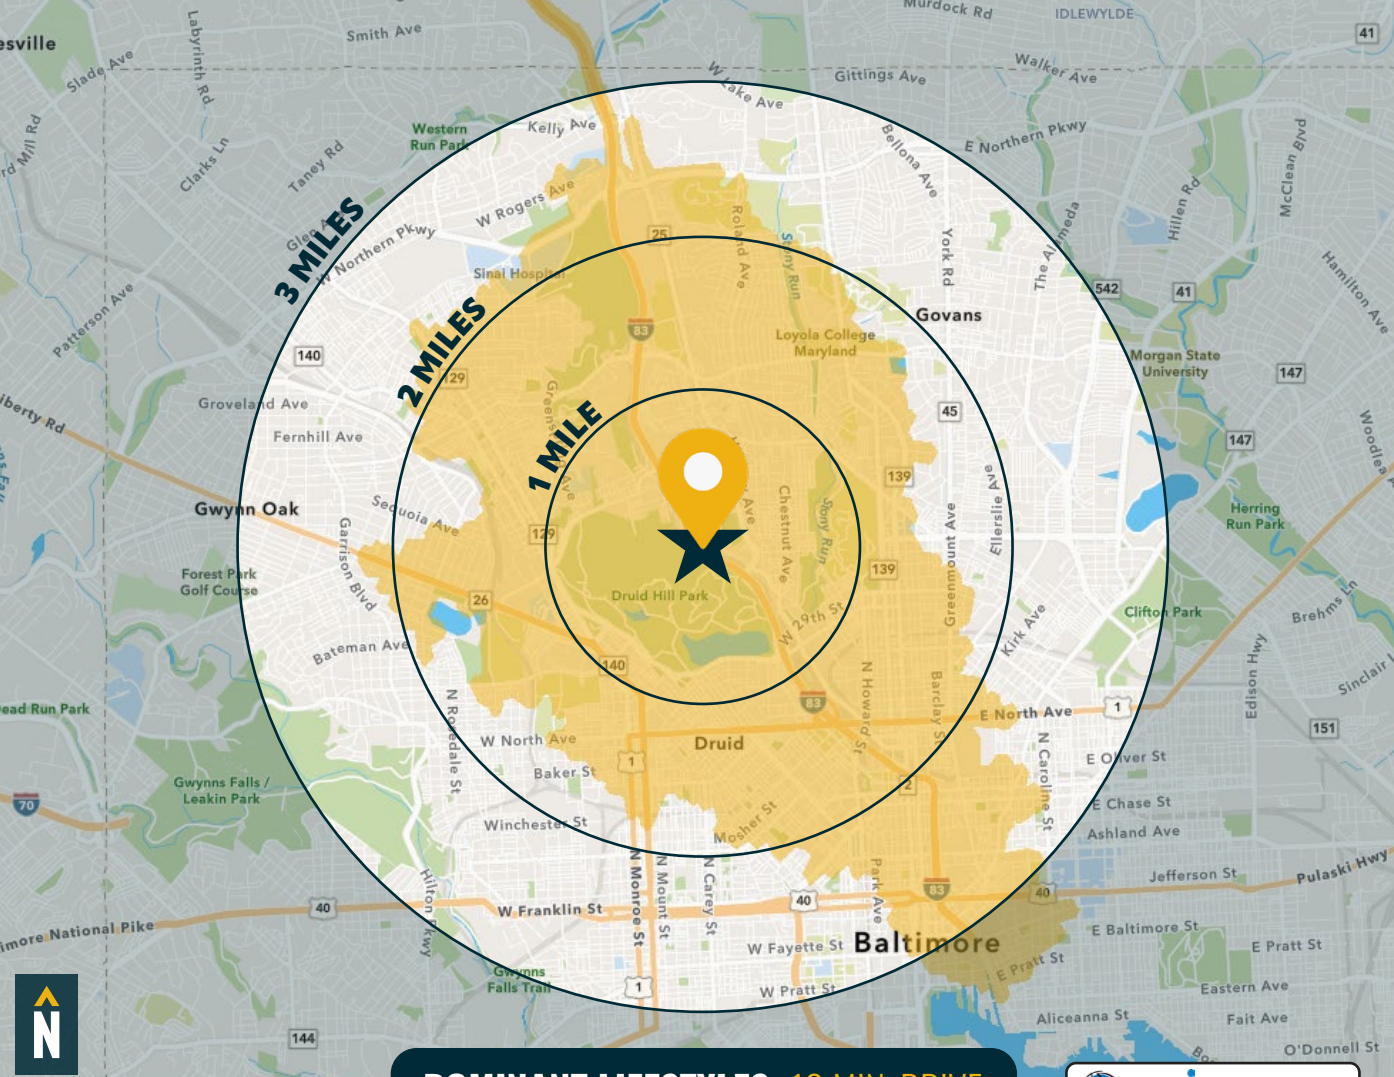 Murdock Rd
IDLEWYLDE
41
esville
Smith Ave
Labyrinth Rd
Slade Ave
W Lake Ave
Gittings Ave
Walker Ave
Western
Run Park
Kelly Ave
Bellona Ave
E Northern Pkwy
McClean Blvd
rd Mill Rd
Clarks Ln
Taney Rd
W Rogers Ave
Hillen Rd
3 MILES
W Northern Pkwy
25
Roland Ave
Stony Run
York Rd
The Alameda
Hamilton Ave
Sinai Hospital
542
41
Patterson Ave
2 MILES
83
Govans
Loyola College
Maryland
140
Morgan State
University
129
147
iberty Rd
Groveland Ave
1 MILE
45
Fernhill Ave
147
139
Gwynn Oak
Sequoia Ave
Chestnut Ave
Stony Run
Greenmount Ave
Ellerslie Ave
Herring
Run Park
129
Garrison Blvd
139
Forest Park
Golf Course
26
Druid Hill Park
Clifton Park
Brehms Ln
W 29th St
Kirk Ave
Bateman Ave
140
Edison Hwy
N Rosedale St
83
N Howard St
Barclay St
ead Run Park
E North Ave
1
151
W North Ave
Druid
N Caroline St
E Oliver St
1
Baker St
Gwynns Falls /
Leakin Park
2
70
E Chase St
Winchester St
Mosher St
Ashland Ave
Hilton Pkwy
N Monroe St
N Mount St
N Carey St
Park Ave
Jefferson St
Pulaski Hwy
83
40
40
W Franklin St
40
imore National Pike
E Baltimore St
W Fayette St
Baltimore
E Pratt St
E Pratt St
Gwynns
Falls Trail
1
W Pratt St
Eastern Ave
N
Aliceanna St
Fait Ave
144
O'Donnell St